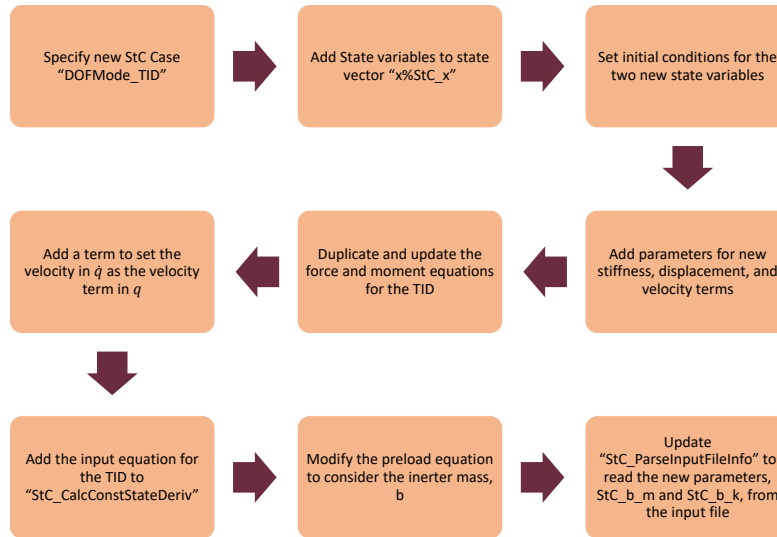 Specify new StC Case
“DOFMode_TID”
Add State variables to state
vector “x%StC_x”
Set initial conditions for the
two new state variables
Add parameters for new
stiffness, displacement, and
velocity terms
Duplicate and update the
force and moment equations
for the TID
Add a term to set the
velocity in q̇ as the velocity
term in q
Add the input equation for
the TID to
“StC_CalcConstStateDeriv”
Modify the preload equation
to consider the inerter mass,
b
Update
“StC_ParseInputFileInfo” to
read the new parameters,
StC_b_m and StC_b_k, from
the input file